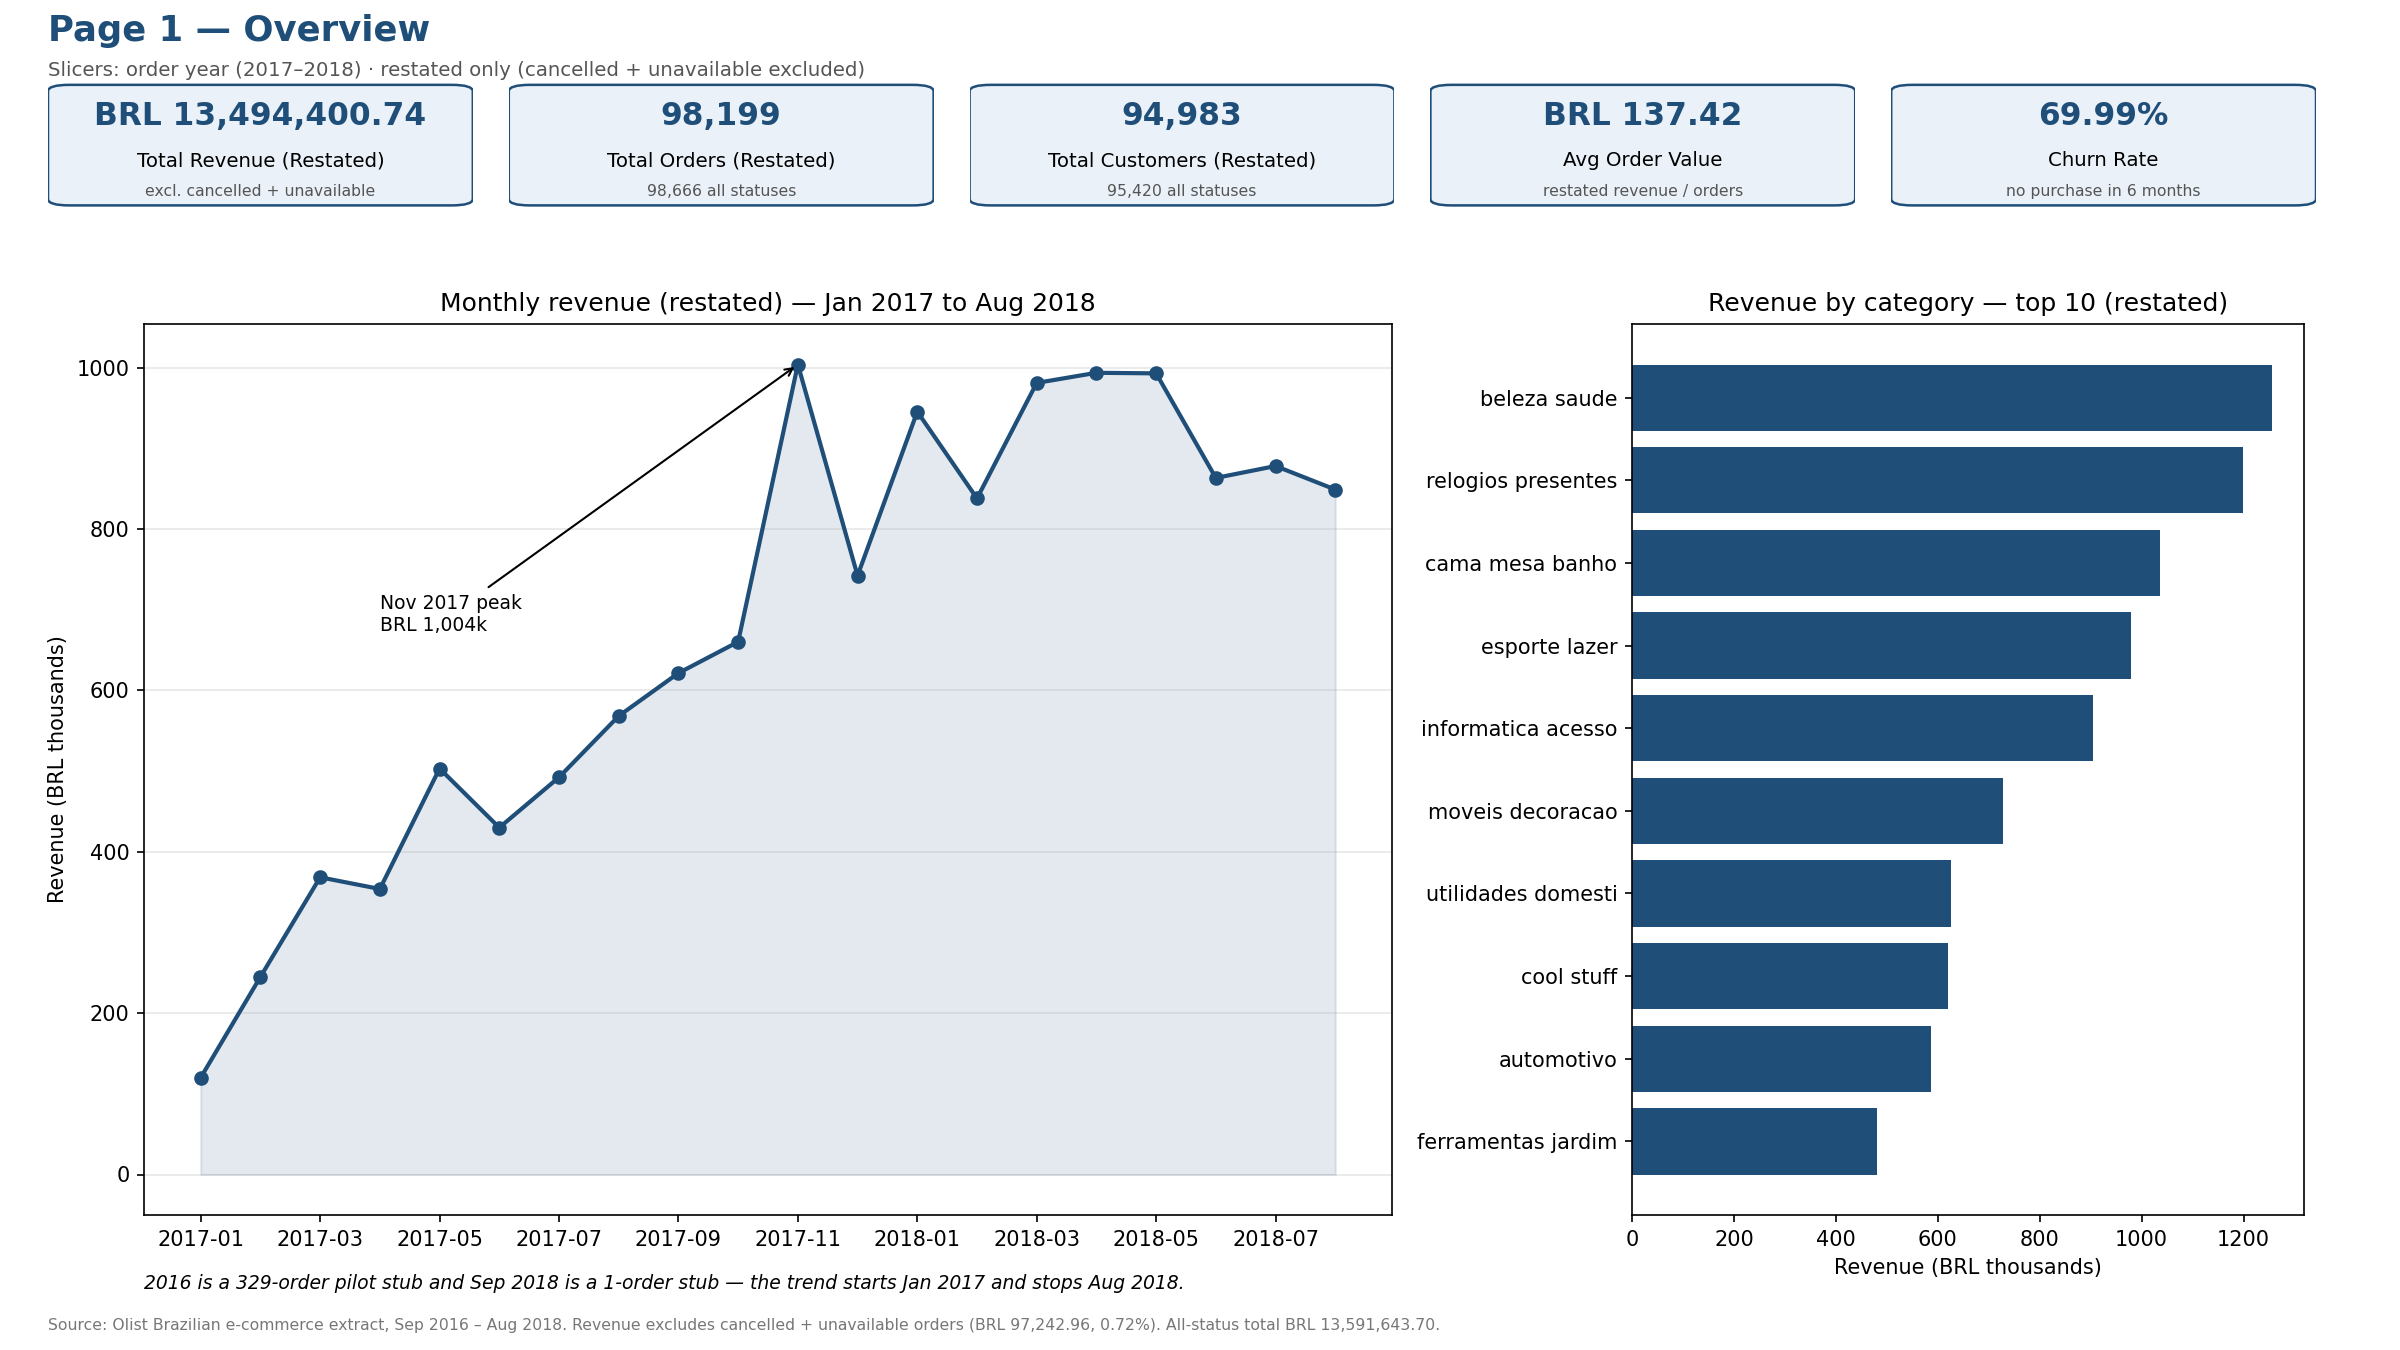 Page 1 — Overview
Slicers: order year (2017–2018) · restated only (cancelled + unavailable excluded)
BRL 13,494,400.74
Total Revenue (Restated)
excl. cancelled + unavailable
98,199
Total Orders (Restated)
98,666 all statuses
94,983
Total Customers (Restated)
95,420 all statuses
BRL 137.42
Avg Order Value
restated revenue / orders
69.99%
Churn Rate
no purchase in 6 months
Monthly revenue (restated) — Jan 2017 to Aug 2018
Revenue (BRL thousands)
1000
800
600
400
200
0
Nov 2017 peak
BRL 1,004k
2017-01 2017-03 2017-05 2017-07 2017-09 2017-11 2018-01 2018-03 2018-05 2018-07
2016 is a 329-order pilot stub and Sep 2018 is a 1-order stub — the trend starts Jan 2017 and stops Aug 2018.
Revenue by category — top 10 (restated)
beleza saude
relogios presentes
cama mesa banho
esporte lazer
informatica acesso
moveis decoracao
utilidades domesti
cool stuff
automotivo
ferramentas jardim
0 200 400 600 800 1000 1200
Revenue (BRL thousands)
Source: Olist Brazilian e-commerce extract, Sep 2016 – Aug 2018. Revenue excludes cancelled + unavailable orders (BRL 97,242.96, 0.72%). All-status total BRL 13,591,643.70.